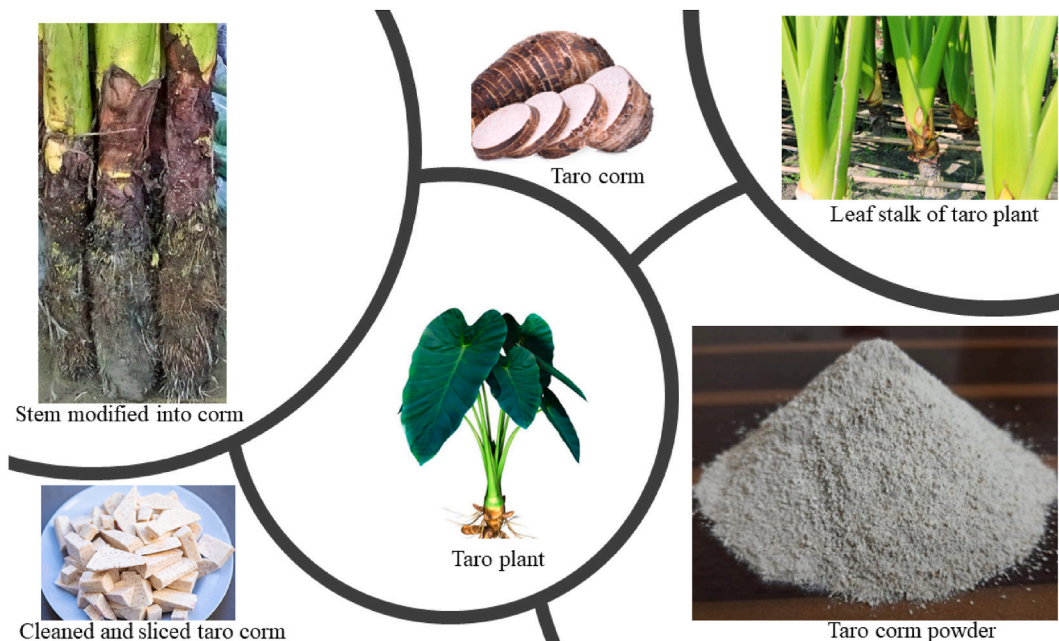 Taro corm
Leaf stalk of taro plant
Stem modified into corm
Taro plant
Cleaned and sliced taro corm
Taro corm powder